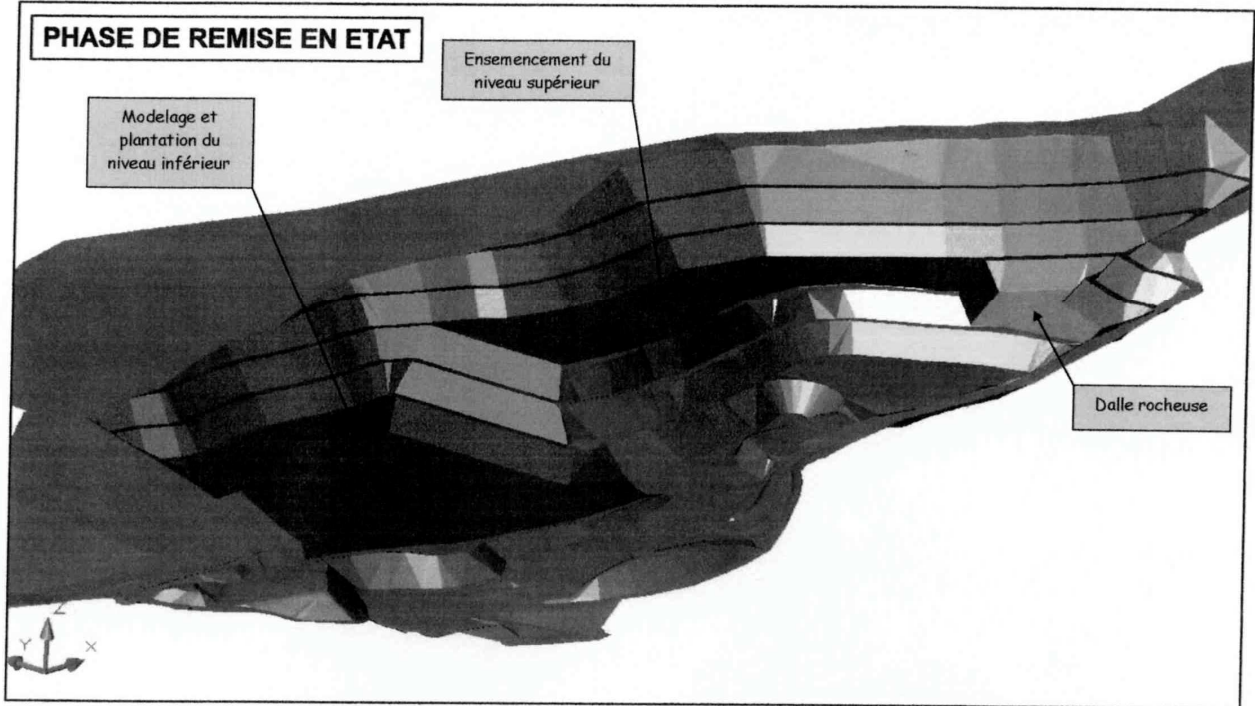 PHASE DE REMISE EN ETAT
Ensemencement du
niveau supérieur
Modelage et
plantation du
niveau inférieur
Dalle rocheuse
Z
Y
X